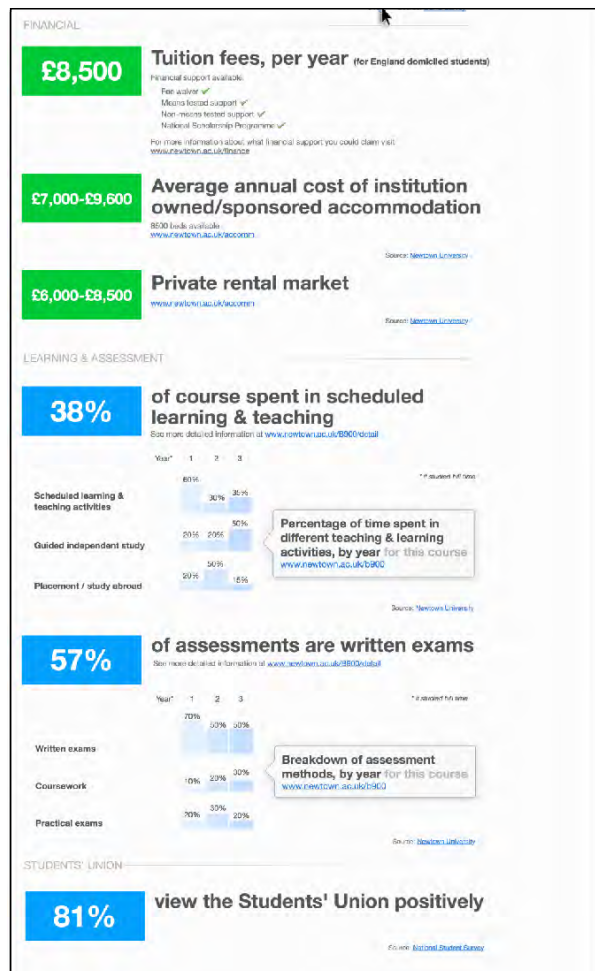 FINANCIAL
£8,500
Tuition fees, per year (for England domiciled students)
Financial support available:
Fee waiver ✓
Means tested support ✓
Non-means tested support ✓
National Scholarship Programme ✓
For more information about what financial support you could claim visit
www.newtown.ac.uk/finance
£7,000-£9,600
Average annual cost of institution
owned/sponsored accommodation
8500 beds available
www.newtown.ac.uk/accomm
Source: Newtown University
£6,000-£8,500
Private rental market
www.newtown.ac.uk/accomm
Source: Newtown University
LEARNING & ASSESSMENT
38%
of course spent in scheduled
learning & teaching
See more detailed information at www.newtown.ac.uk/B900/detail
Year* 1 2 3
* if studied full time
Scheduled learning &
teaching activities
60% 30% 35%
Guided independent study
20% 20% 50%
Placement / study abroad
20% 50% 15%
Percentage of time spent in
different teaching & learning
activities, by year for this course
www.newtown.ac.uk/b900
Source: Newtown University
57%
of assessments are written exams
See more detailed information at www.newtown.ac.uk/B900/detail
Year* 1 2 3
* if studied full time
Written exams
70% 50% 50%
Coursework
10% 20% 30%
Practical exams
20% 30% 20%
Breakdown of assessment
methods, by year for this course
www.newtown.ac.uk/b900
Source: Newtown University
STUDENTS' UNION
81%
view the Students' Union positively
Source: National Student Survey